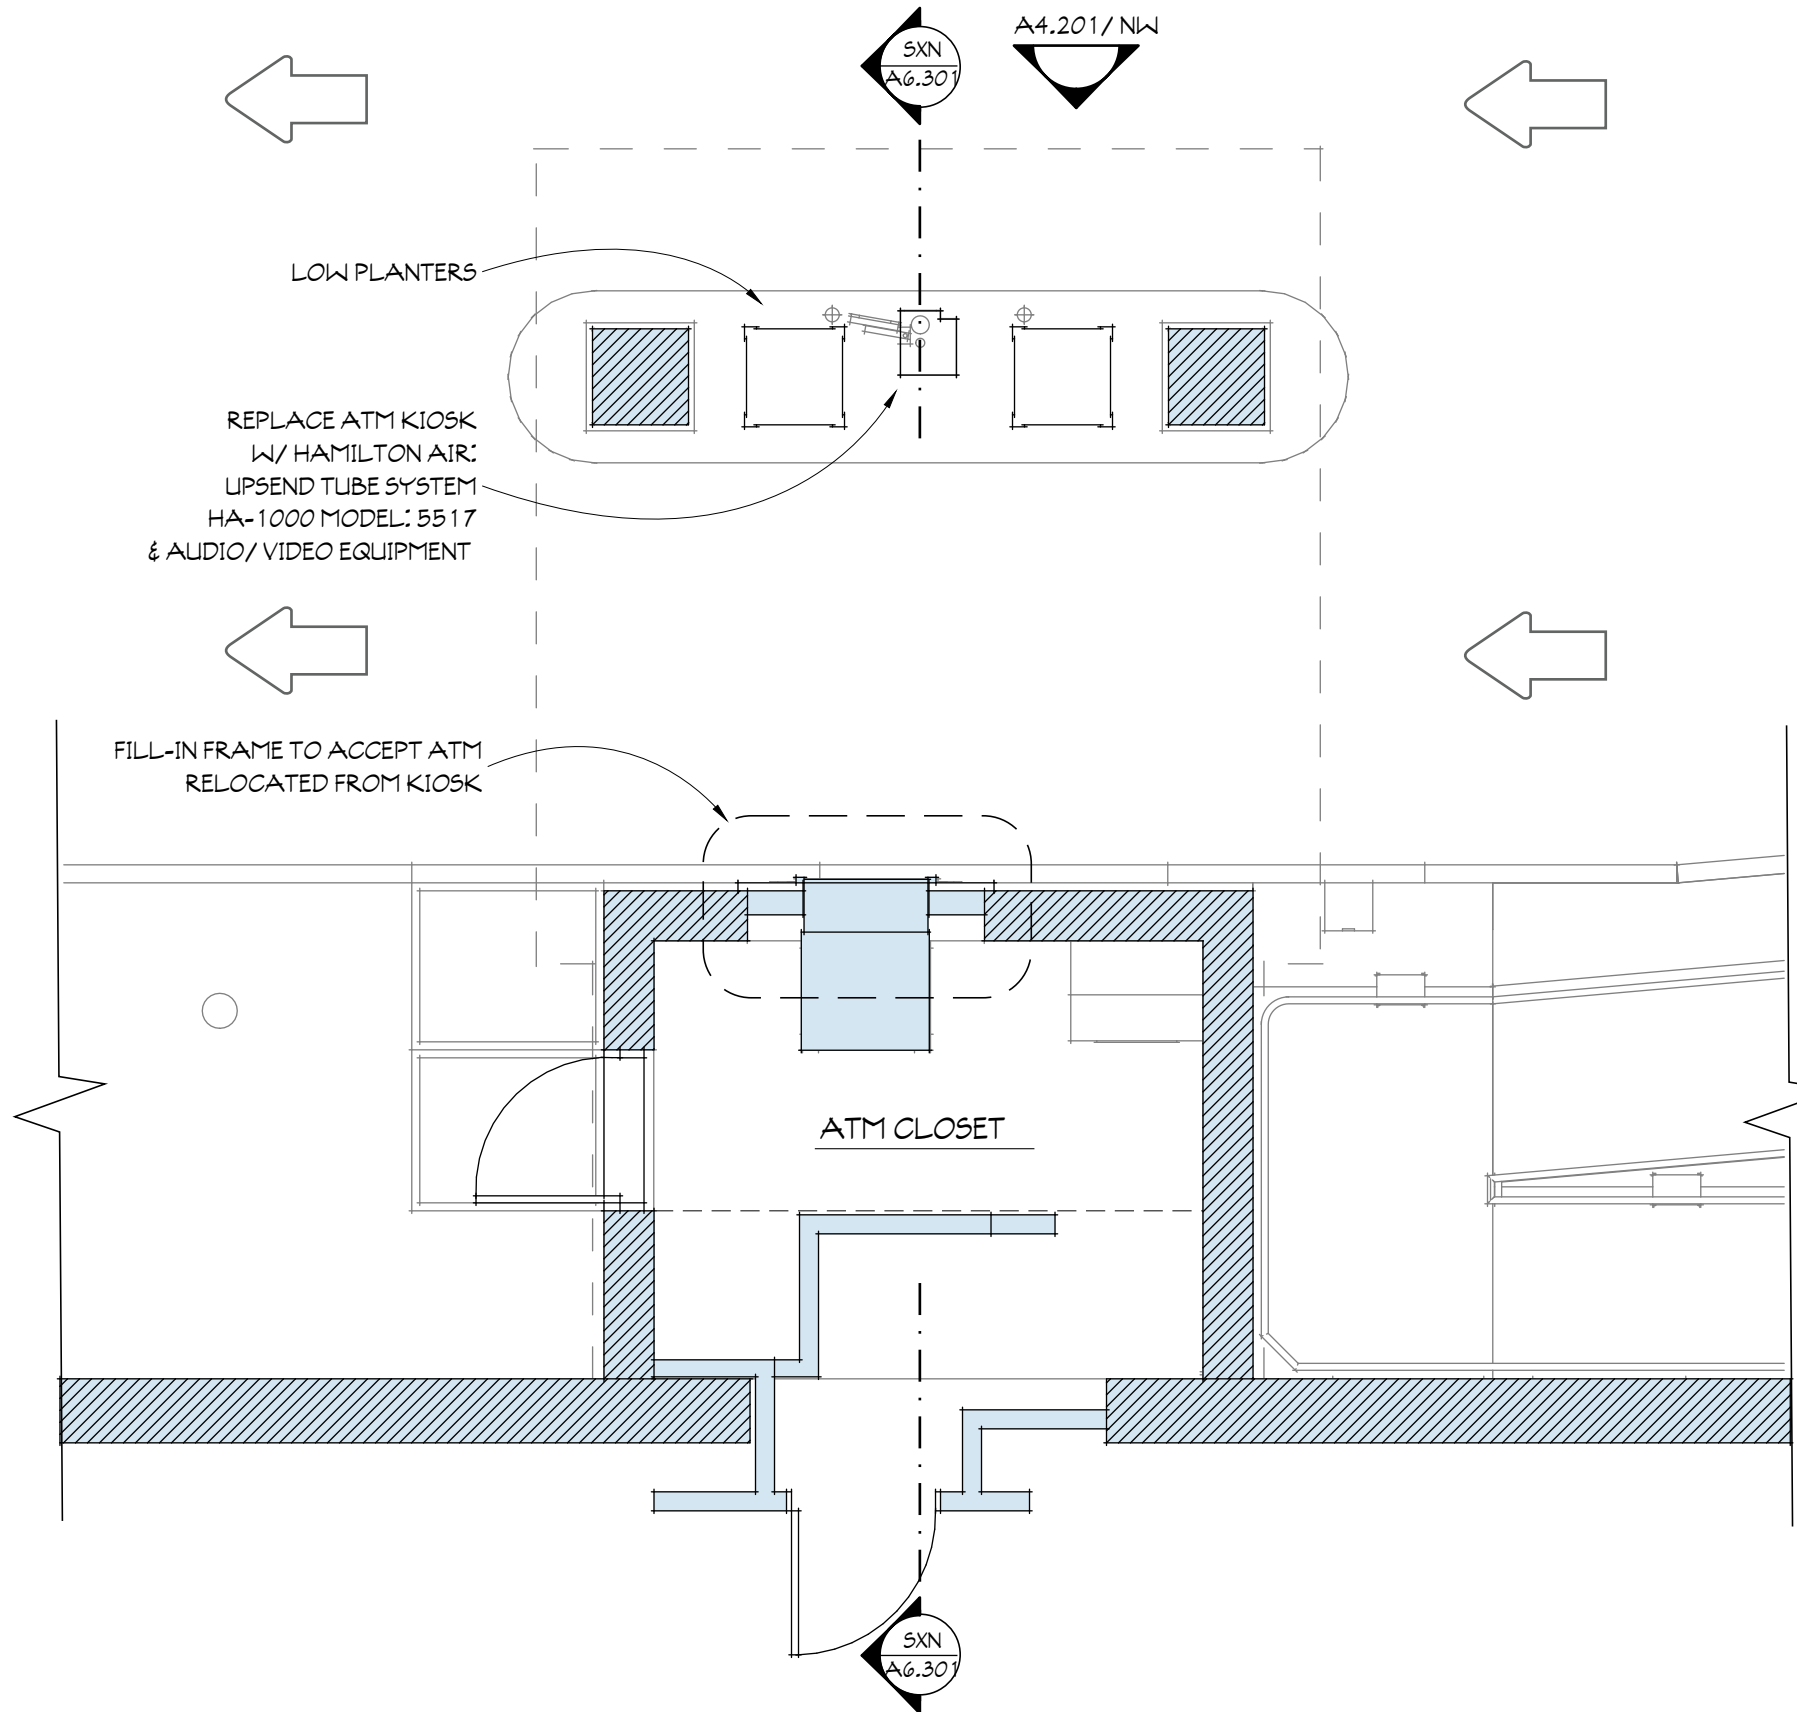 SXN
A6.301
A4.201/ NW
LOW PLANTERS
REPLACE ATM KIOSK
W/ HAMILTON AIR:
UPSEND TUBE SYSTEM
HA-1000 MODEL: 5517
& AUDIO/ VIDEO EQUIPMENT
FILL-IN FRAME TO ACCEPT ATM
RELOCATED FROM KIOSK
ATM CLOSET
SXN
A6.301